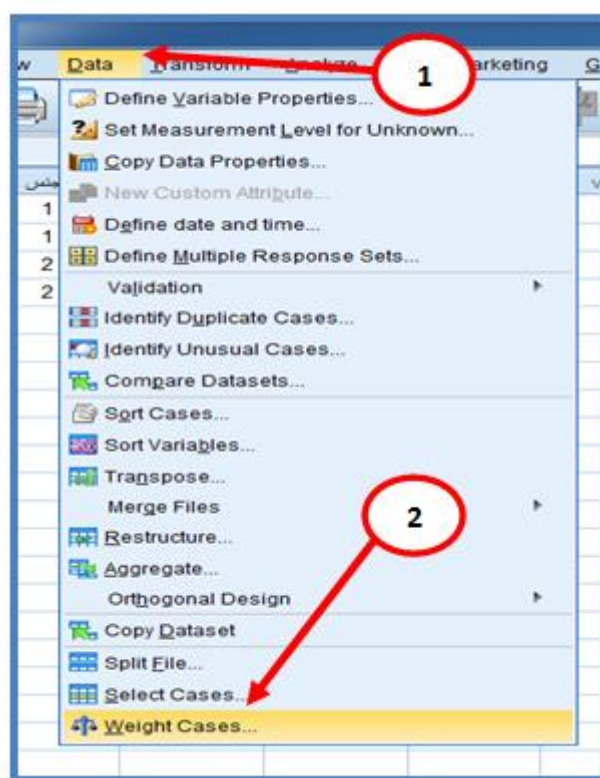 w Data Transform Analyze arketing G
1
Define Variable Properties...
Set Measurement Level for Unknown...
جنس Copy Data Properties... v
1 New Custom Attribute...
1 Define date and time...
2 Define Multiple Response Sets...
2 Validation
Identify Duplicate Cases...
Identify Unusual Cases...
Compare Datasets...
Sort Cases...
Sort Variables...
Transpose...
Merge Files
2
Restructure...
Aggregate...
Orthogonal Design
Copy Dataset
Split File...
Select Cases...
Weight Cases...